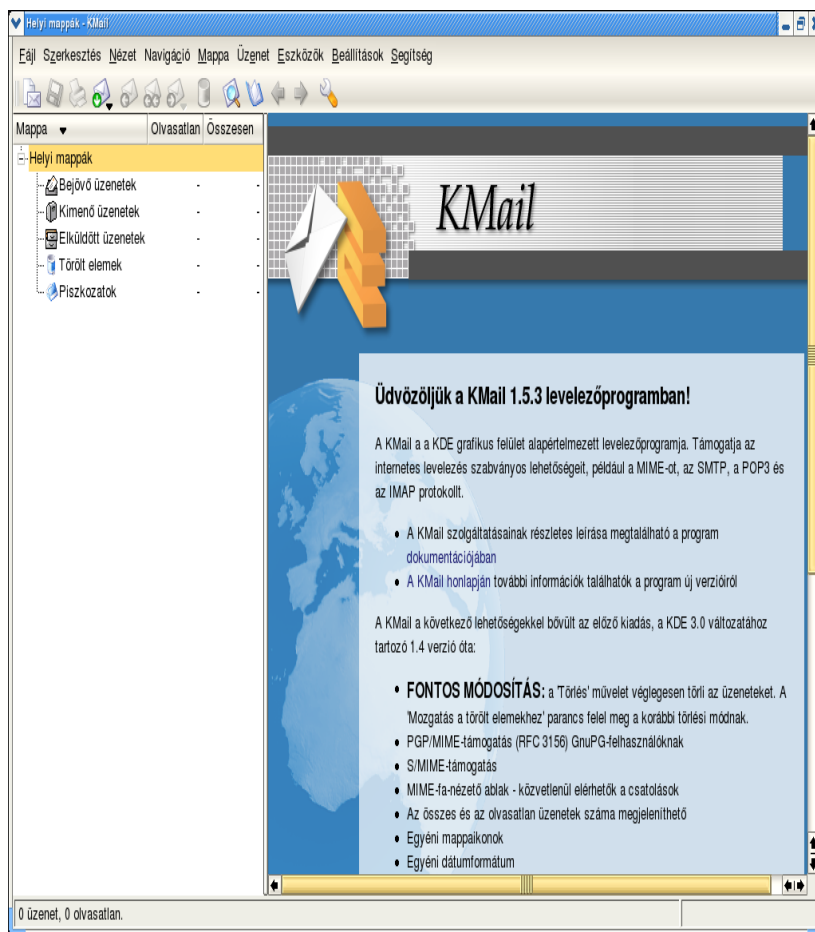 Helyi mappák - KMail
Fájl Szerkesztés Nézet Navigáció Mappa Üzenet Eszközök Beállítások Segítség
Mappa Olvasatlan Összesen
Helyi mappák
Bejövő üzenetek - -
Kimenő üzenetek - -
Elküldött üzenetek - -
Törölt elemek - -
Piszkozatok - -
KMail
Üdvözöljük a KMail 1.5.3 levelezőprogramban!
A KMail a a KDE grafikus felület alapértelmezett levelezőprogramja. Támogatja az
internetes levelezés szabványos lehetőségeit, például a MIME-ot, az SMTP, a POP3 és
az IMAP protokollt.
• A KMail szolgáltatásainak részletes leírása megtalálható a program
dokumentációjában
• A KMail honlapján további információk találhatók a program új verzióiról
A KMail a következő lehetőségekkel bővült az előző kiadás, a KDE 3.0 változatához
tartozó 1.4 verzió óta:
• FONTOS MÓDOSÍTÁS: a 'Törlés' művelet véglegesen törli az üzeneteket. A
'Mozgatás a törölt elemekhez' parancs felel meg a korábbi törlési módnak.
• PGP/MIME-támogatás (RFC 3156) GnuPG-felhasználóknak
• S/MIME-támogatás
• MIME-fa-nézető ablak - közvetlenül elérhetők a csatolások
• Az összes és az olvasatlan üzenetek száma megjeleníthető
• Egyéni mappaikonok
• Egyéni dátumformátum
0 üzenet, 0 olvasatlan.